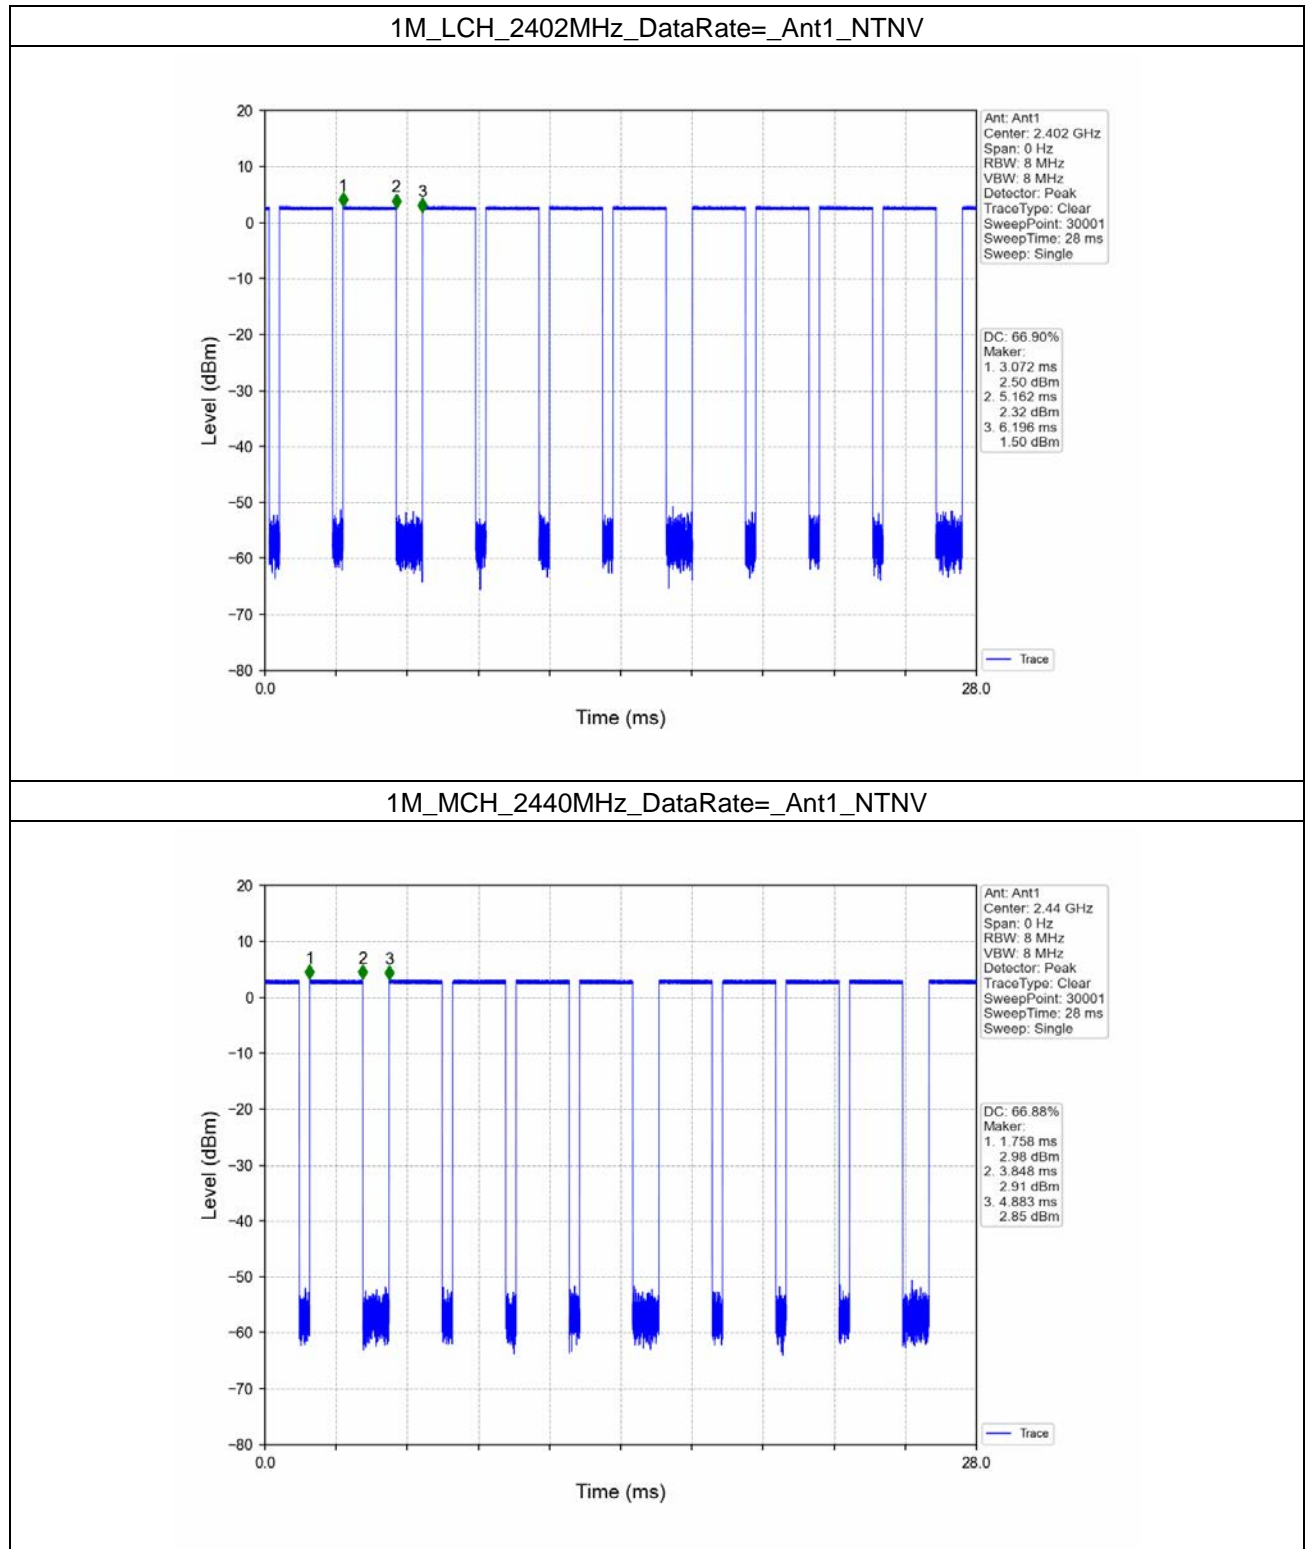 1M_LCH_2402MHz_DataRate=_Ant1_NTNV
20
10
0
−10
−20
−30
−40
−50
−60
−70
−80
Level (dBm)
1
2
3
0.0
28.0
Time (ms)
Ant: Ant1
Center: 2.402 GHz
Span: 0 Hz
RBW: 8 MHz
VBW: 8 MHz
Detector: Peak
TraceType: Clear
SweepPoint: 30001
SweepTime: 28 ms
Sweep: Single
DC: 66.90%
Maker:
1. 3.072 ms
2.50 dBm
2. 5.162 ms
2.32 dBm
3. 6.196 ms
1.50 dBm
Trace
1M_MCH_2440MHz_DataRate=_Ant1_NTNV
20
10
0
−10
−20
−30
−40
−50
−60
−70
−80
Level (dBm)
1
2
3
0.0
28.0
Time (ms)
Ant: Ant1
Center: 2.44 GHz
Span: 0 Hz
RBW: 8 MHz
VBW: 8 MHz
Detector: Peak
TraceType: Clear
SweepPoint: 30001
SweepTime: 28 ms
Sweep: Single
DC: 66.88%
Maker:
1. 1.758 ms
2.98 dBm
2. 3.848 ms
2.91 dBm
3. 4.883 ms
2.85 dBm
Trace